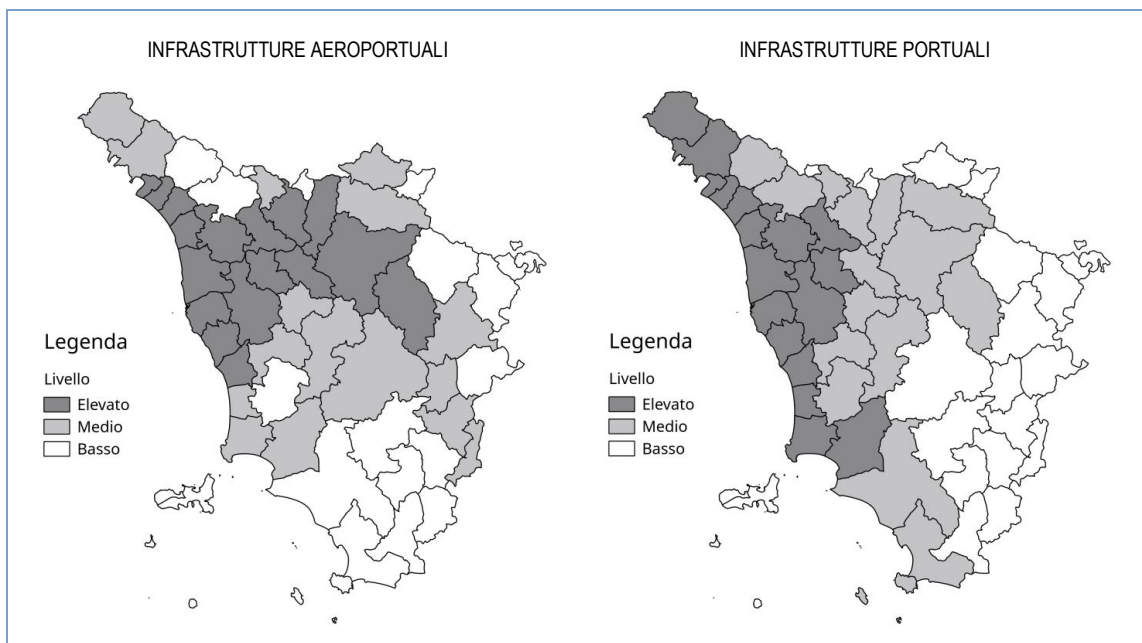 INFRASTRUTTURE AEROPORTUALI
Legenda
Livello
Elevato
Medio
Basso
INFRASTRUTTURE PORTUALI
Legenda
Livello
Elevato
Medio
Basso